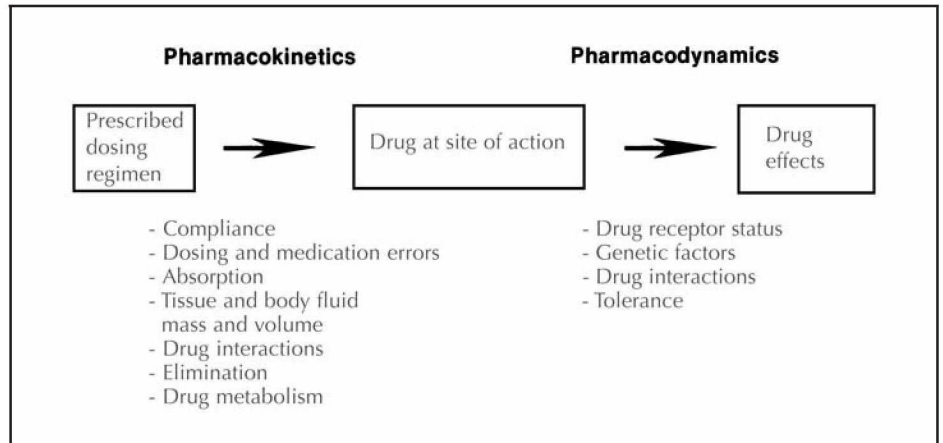 Pharmacokinetics
Pharmacodynamics
Prescribed
dosing
regimen
Drug at site of action
Drug
effects
- Compliance
- Dosing and medication errors
- Absorption
- Tissue and body fluid
mass and volume
- Drug interactions
- Elimination
- Drug metabolism
- Drug receptor status
- Genetic factors
- Drug interactions
- Tolerance